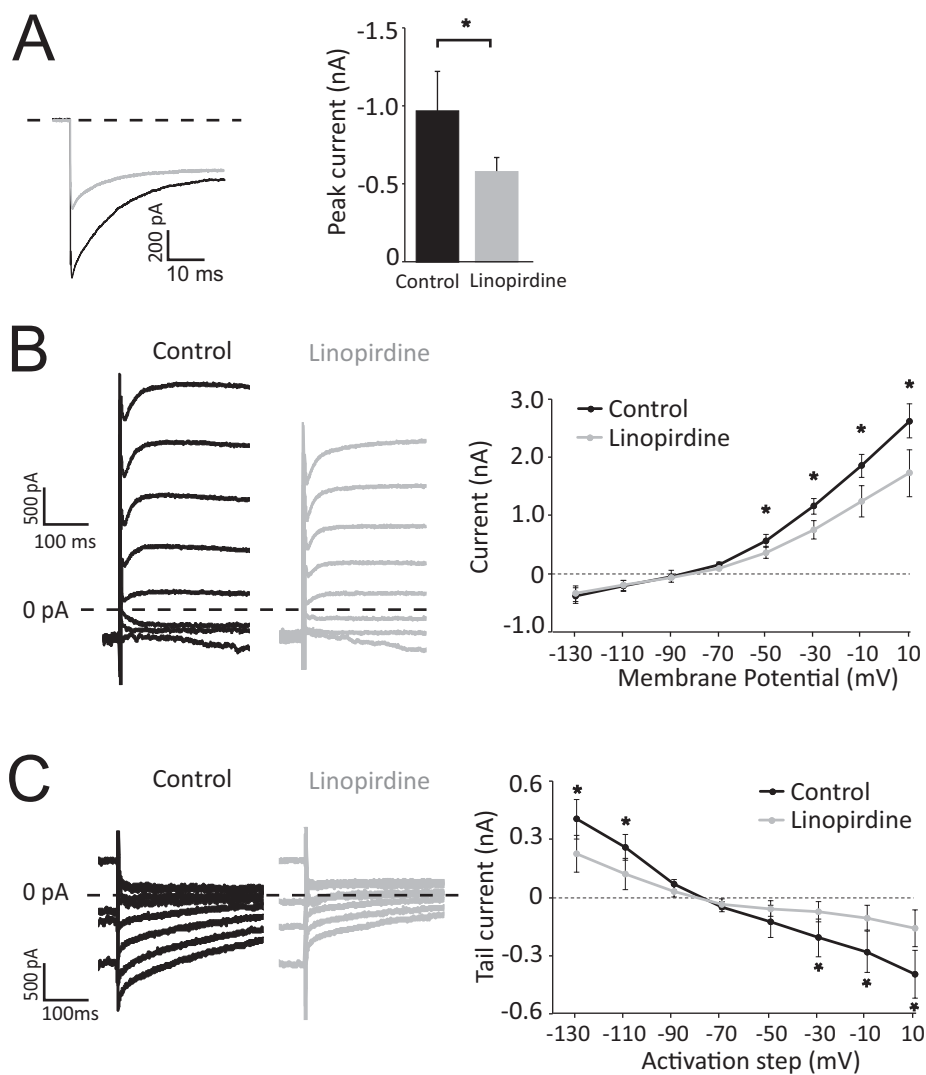 A
200 pA
10 ms
Peak current (nA)
-1.5
-1.0
-0.5
0
*
Control Linopirdine
B
Control Linopirdine
500 pA
100 ms
0 pA
Current (nA)
3.0
2.0
1.0
0
-1.0
Control
Linopirdine
* * * *
-130 -110 -90 -70 -50 -30 -10 10
Membrane Potential (mV)
C
Control Linopirdine
0 pA
500 pA
100ms
Tail current (nA)
0.6
0.3
0
-0.3
-0.6
Control
Linopirdine
* * * * *
-130 -110 -90 -70 -50 -30 -10 10
Activation step (mV)